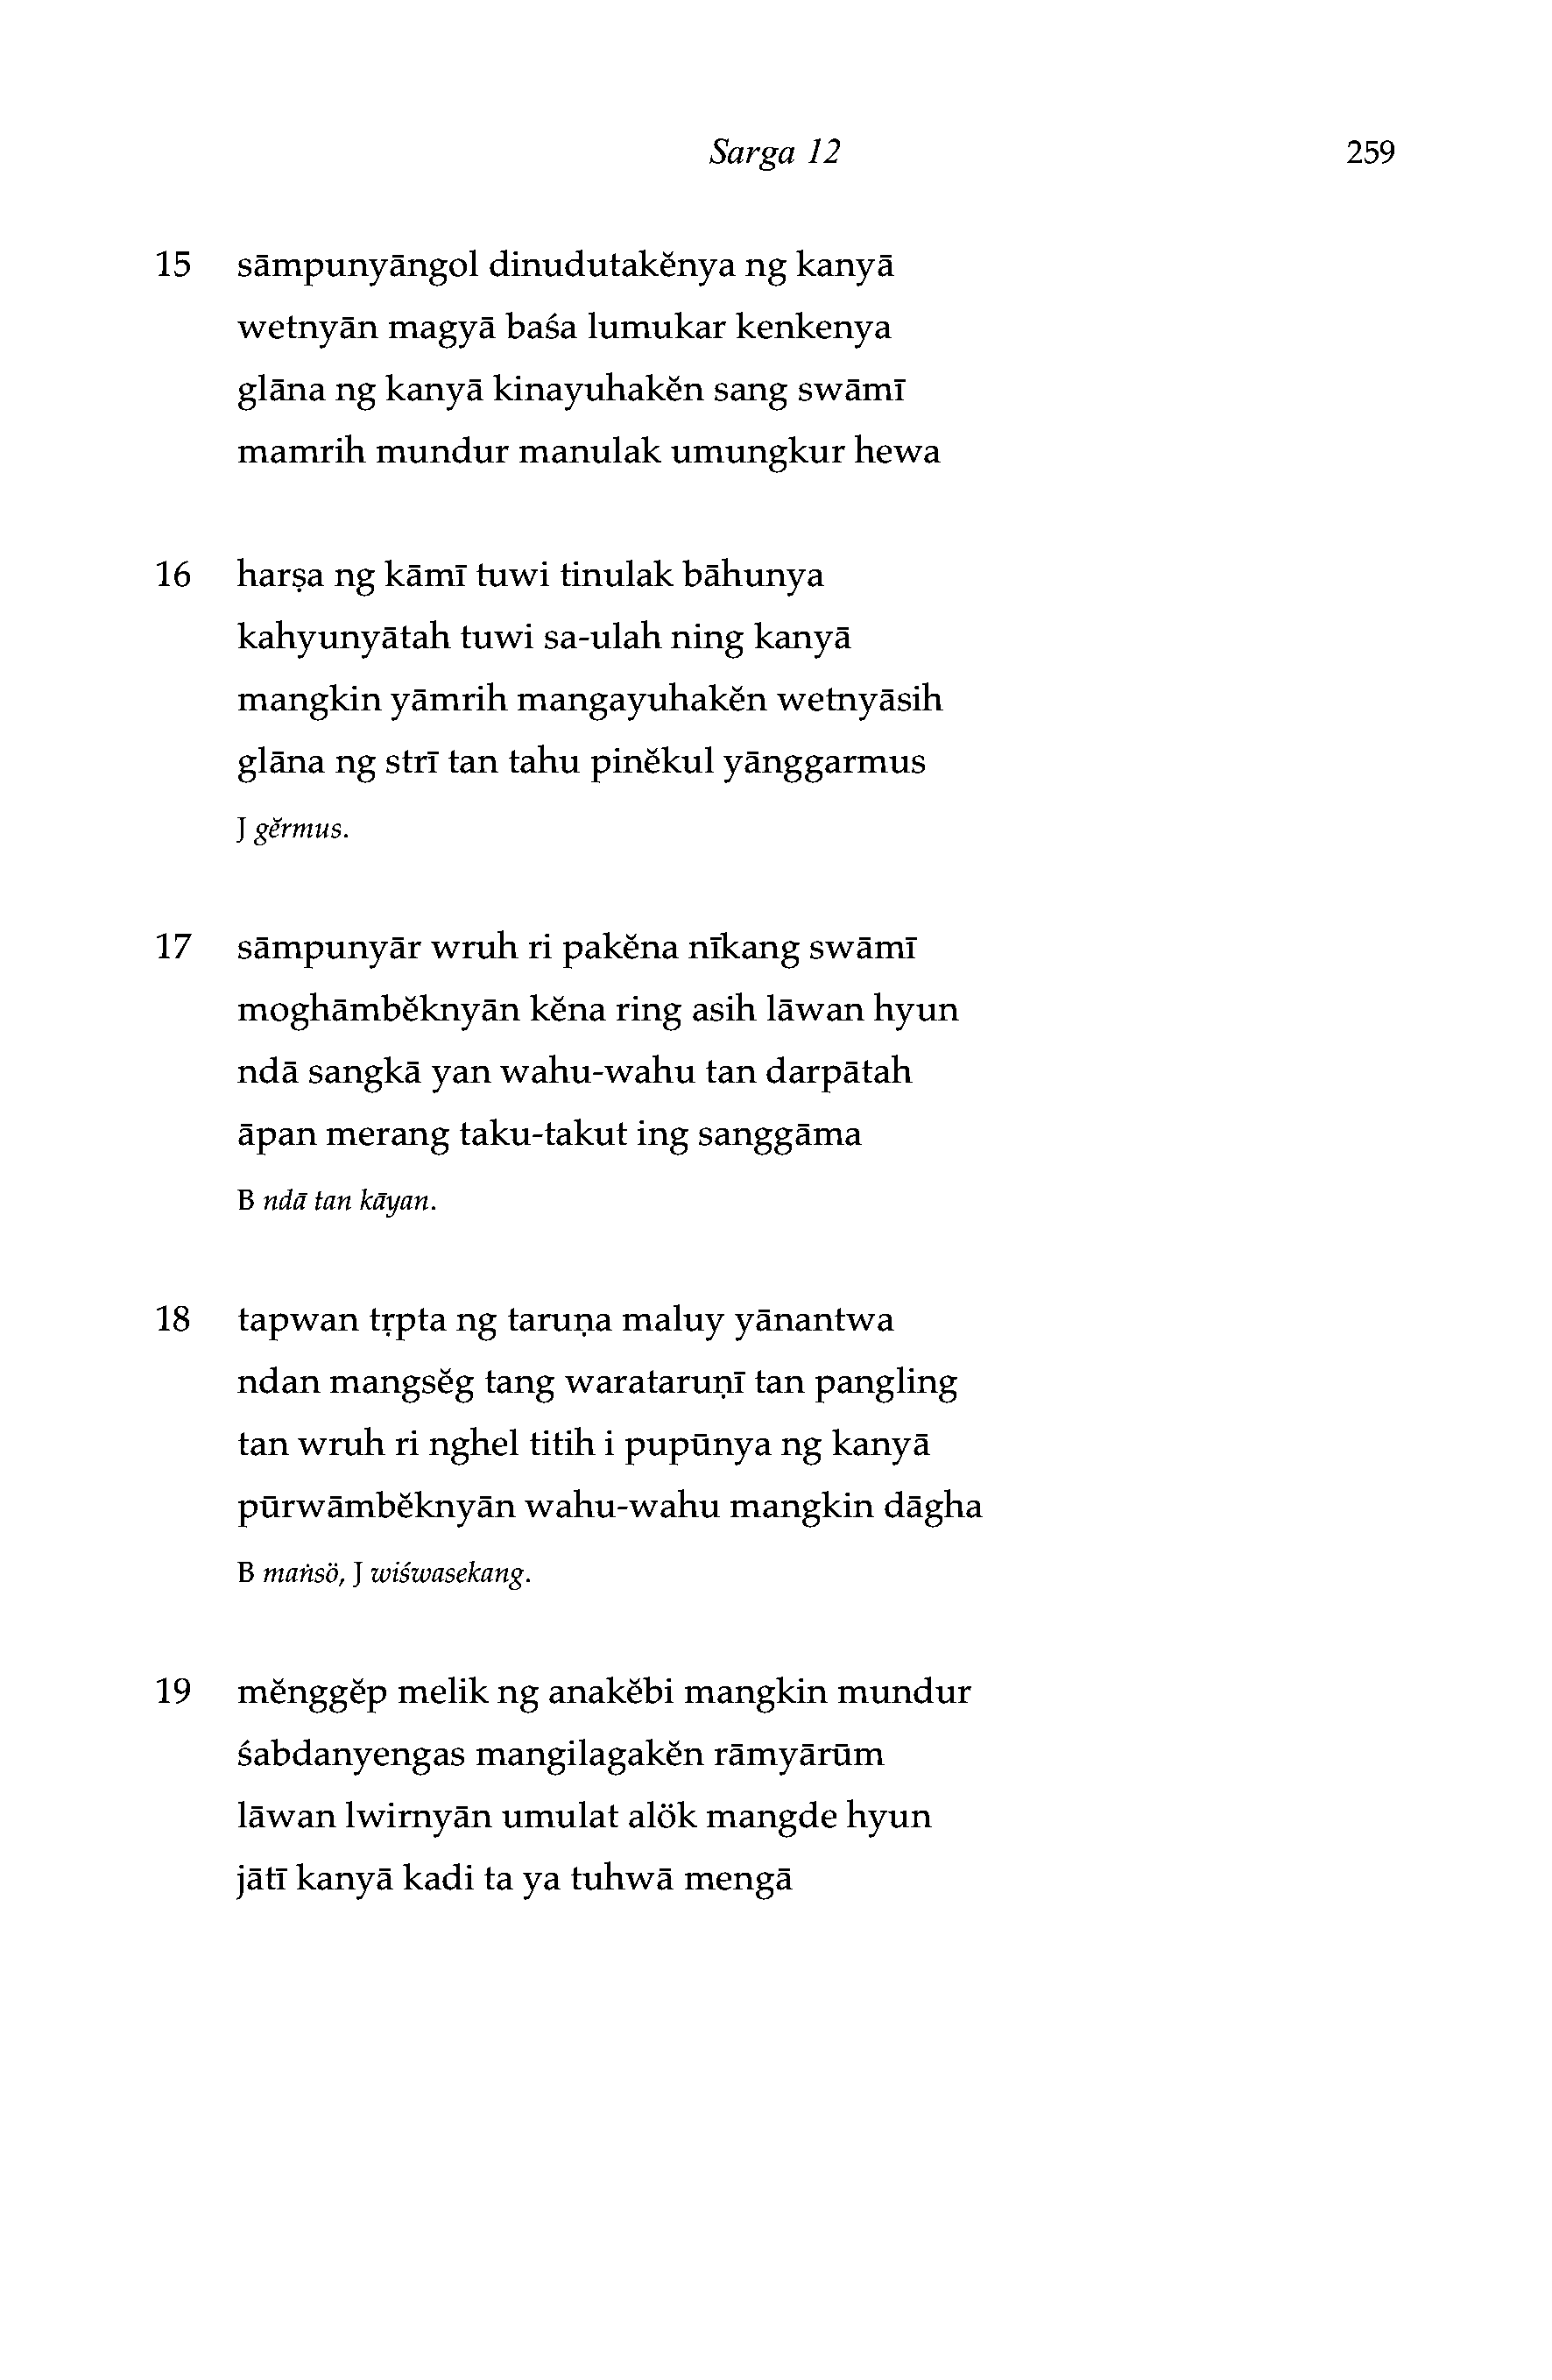 Sarga 12 259
15 sāmpunyāngol dinudutakĕnya ng kanyā
wetnyān magyā baśa lumukar kenkenya
glāna ng kanyā kinayuhakĕn sang swāmī
mamrih mundur manulak umungkur hewa
16 harṣa ng kāmī tuwi tinulak bāhunya
kahyunyātah tuwi sa-ulah ning kanyā
mangkin yāmrih mangayuhakĕn wetnyāsih
glāna ng strī tan tahu pinĕkul yānggarmus
J gĕrmus.
17 sāmpunyār wruh ri pakĕna nīkang swāmī
moghāmbĕknyān kĕna ring asih lāwan hyun
ndā sangkā yan wahu-wahu tan darpātah
āpan merang taku-takut ing sanggāma
B ndā tan kāyan.
18 tapwan tṛpta ng taruṇa maluy yānantwa
ndan mangsĕg tang warataruṇī tan pangling
tan wruh ri nghel titih i pupūnya ng kanyā
pūrwāmbĕknyān wahu-wahu mangkin dāgha
B maṅsö, J wiśwasekang.
19 mĕnggĕp melik ng anakĕbi mangkin mundur
śabdanyengas mangilagakĕn rāmyārūm
lāwan lwirnyān umulat alök mangde hyun
jātī kanyā kadi ta ya tuhwā mengā